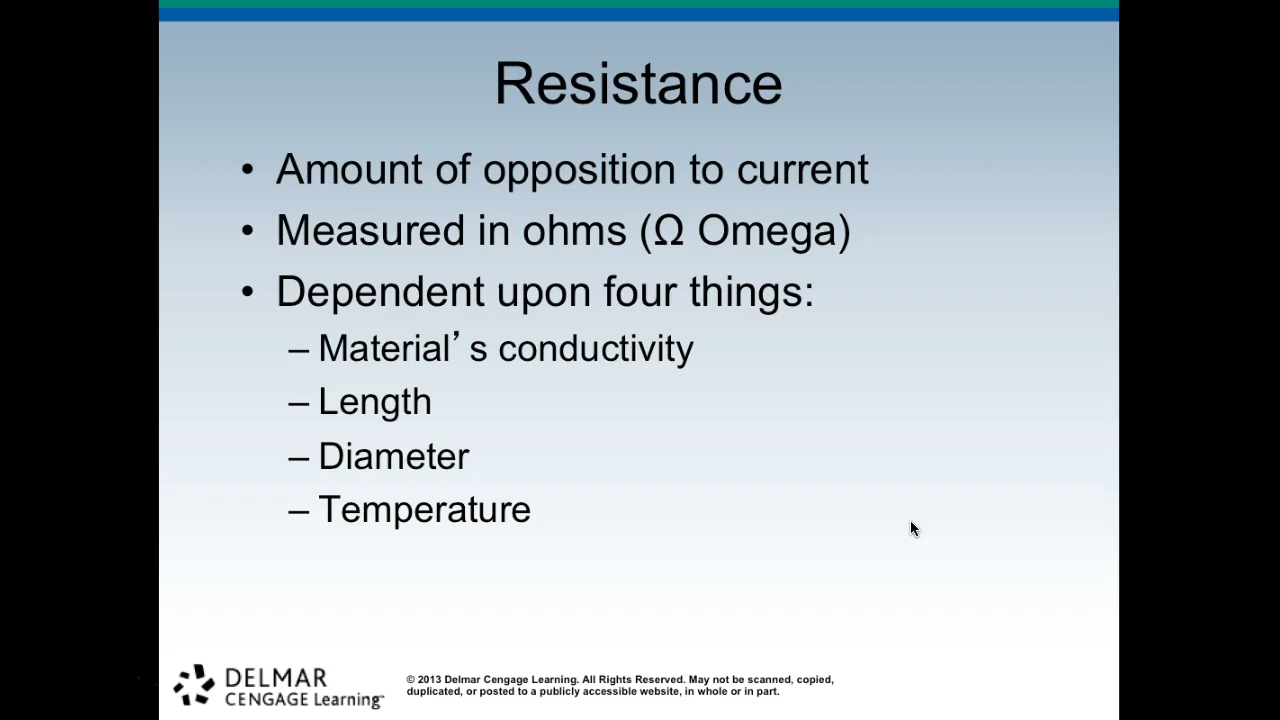 Resistance
• Amount of opposition to current
• Measured in ohms (Ω Omega)
• Dependent upon four things:
– Material’s conductivity
– Length
– Diameter
– Temperature
DELMAR
CENGAGE Learning™
© 2013 Delmar Cengage Learning. All Rights Reserved. May not be scanned, copied,
duplicated, or posted to a publicly accessible website, in whole or in part.